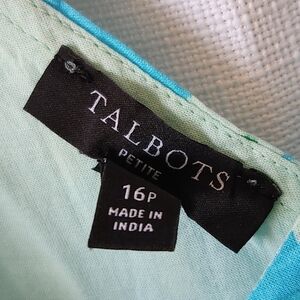 TALBOTS
PETITE
16P
MADE IN
INDIA